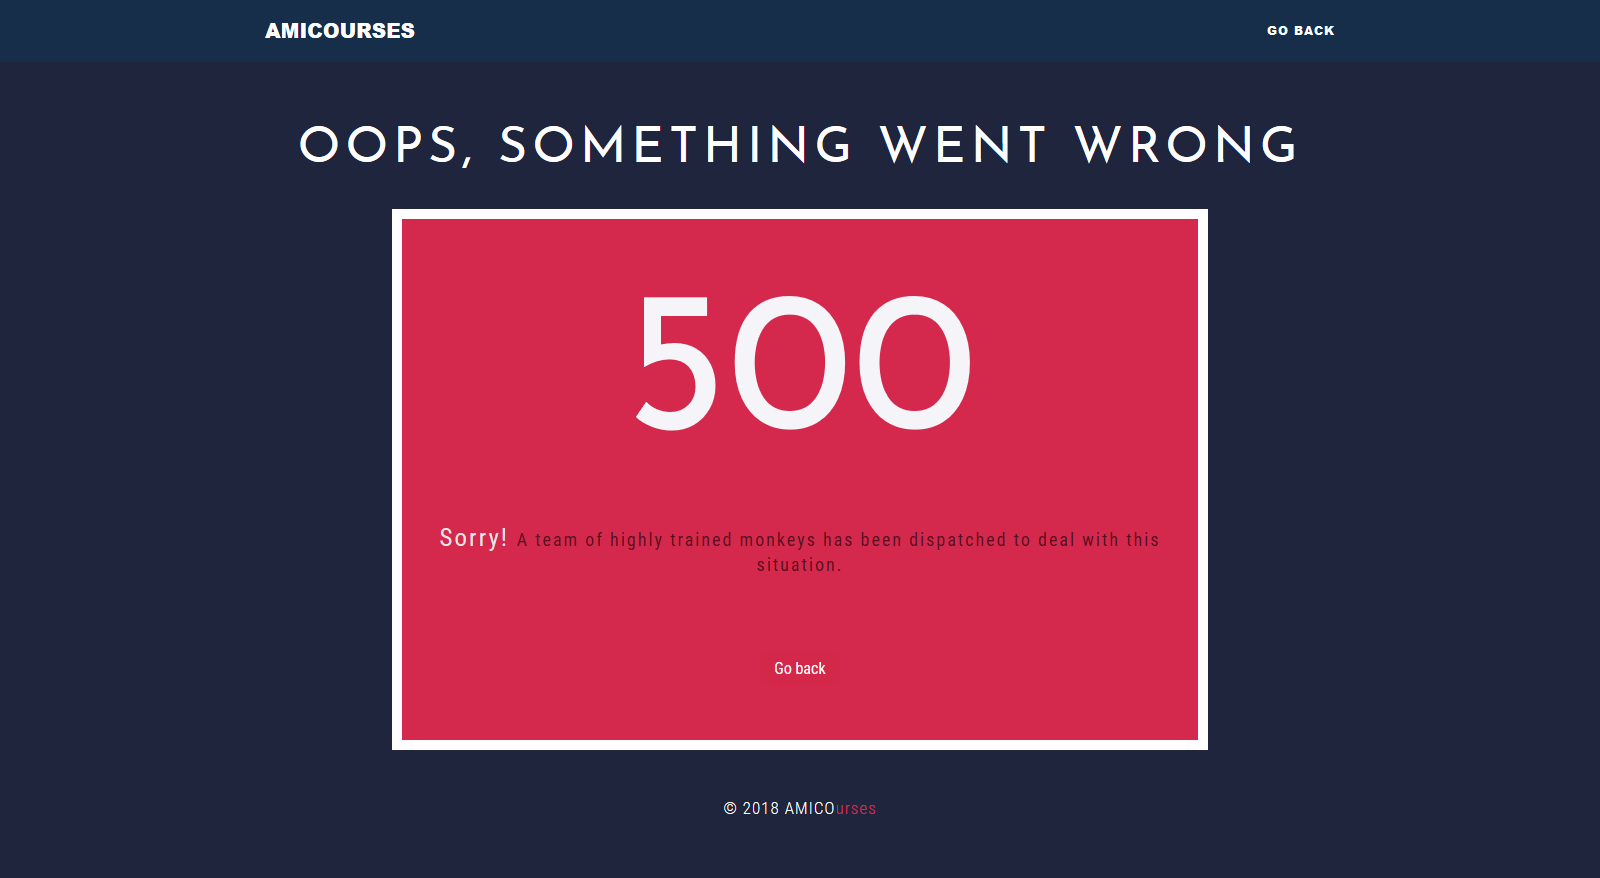 AMICOURSES
GO BACK
OOPS, SOMETHING WENT WRONG
500
Sorry! A team of highly trained monkeys has been dispatched to deal with this
situation.
Go back
© 2018 AMICOurses